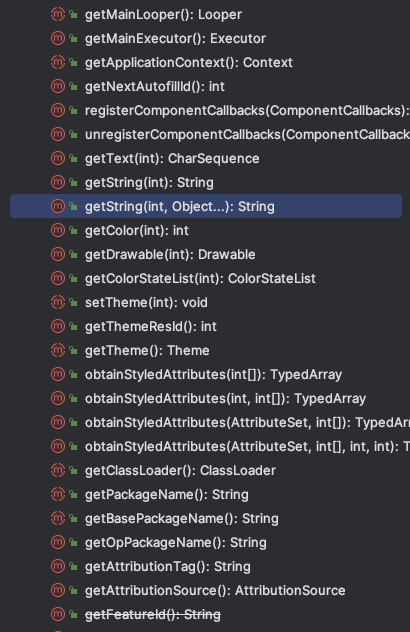 getMainLooper(): Looper
getMainExecutor(): Executor
getApplicationContext(): Context
getNextAutofillId(): int
registerComponentCallbacks(ComponentCallbacks):
unregisterComponentCallbacks(ComponentCallback
getText(int): CharSequence
getString(int): String
getString(int, Object...): String
getColor(int): int
getDrawable(int): Drawable
getColorStateList(int): ColorStateList
setTheme(int): void
getThemeResId(): int
getTheme(): Theme
obtainStyledAttributes(int[]): TypedArray
obtainStyledAttributes(int, int[]): TypedArray
obtainStyledAttributes(AttributeSet, int[]): TypedArr
obtainStyledAttributes(AttributeSet, int[], int, int): T
getClassLoader(): ClassLoader
getPackageName(): String
getBasePackageName(): String
getOpPackageName(): String
getAttributionTag(): String
getAttributionSource(): AttributionSource
getFeatureId(): String